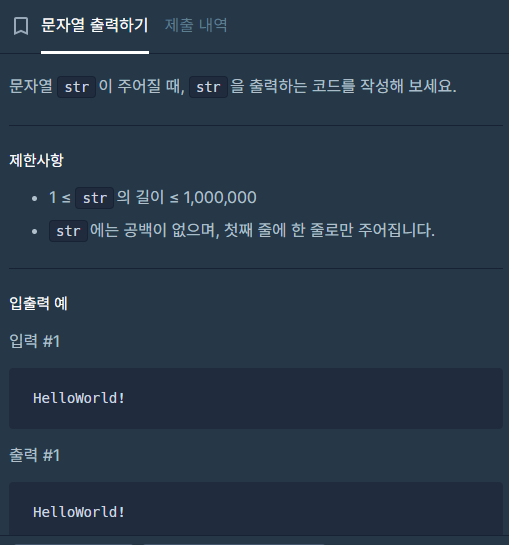 문자열 출력하기 제출 내역
문자열 str 이 주어질 때, str 을 출력하는 코드를 작성해 보세요.
제한사항
• 1 ≤ str 의 길이 ≤ 1,000,000
• str 에는 공백이 없으며, 첫째 줄에 한 줄로만 주어집니다.
입출력 예
입력 #1
HelloWorld!
출력 #1
HelloWorld!